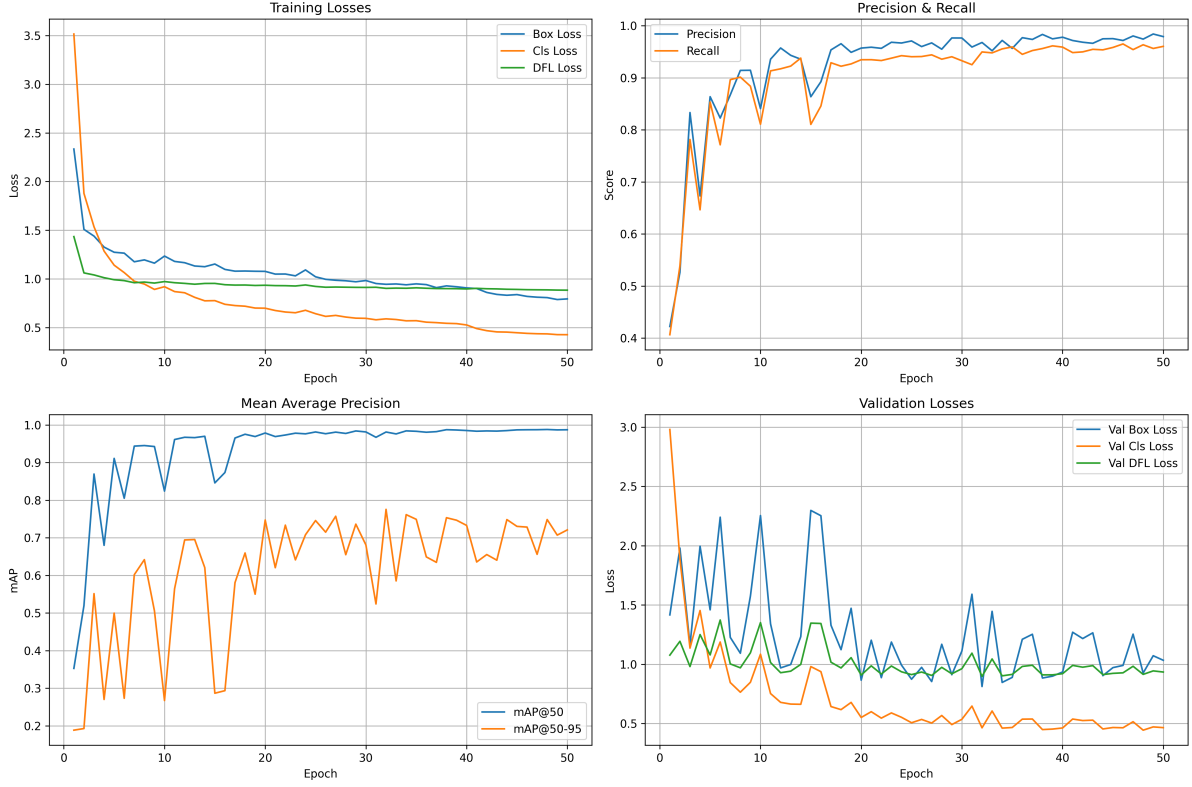 Training Losses
3.5
3.0
2.5
2.0
1.5
1.0
0.5
Loss
Box Loss
Cls Loss
DFL Loss
0 10 20 30 40 50
Epoch
Precision & Recall
1.0
0.9
0.8
0.7
0.6
0.5
0.4
Score
Precision
Recall
0 10 20 30 40 50
Epoch
Mean Average Precision
1.0
0.9
0.8
0.7
0.6
0.5
0.4
0.3
0.2
mAP
mAP@50
mAP@50-95
0 10 20 30 40 50
Epoch
Validation Losses
3.0
2.5
2.0
1.5
1.0
0.5
Loss
Val Box Loss
Val Cls Loss
Val DFL Loss
0 10 20 30 40 50
Epoch